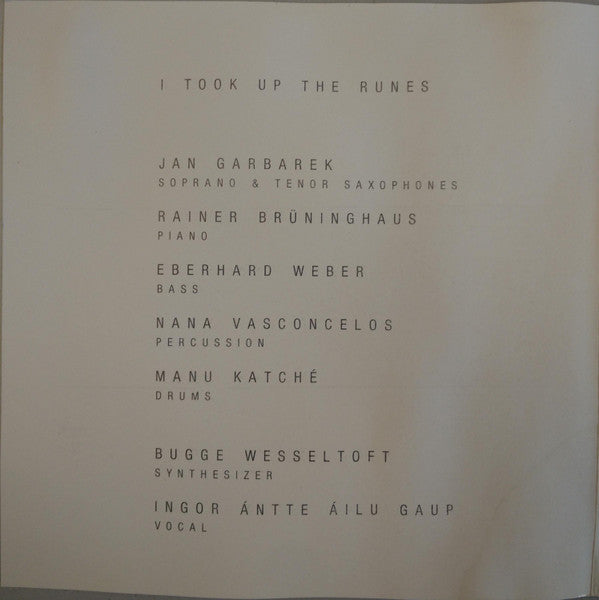 I TOOK UP THE RUNES
JAN GARBAREK
SOPRANO & TENOR SAXOPHONES
RAINER BRÜNINGHAUS
PIANO
EBERHARD WEBER
BASS
NANA VASCONCELOS
PERCUSSION
MANU KATCHÉ
DRUMS
BUGGE WESSELTOFT
SYNTHESIZER
INGOR ÁNTTE ÁILU GAUP
VOCAL